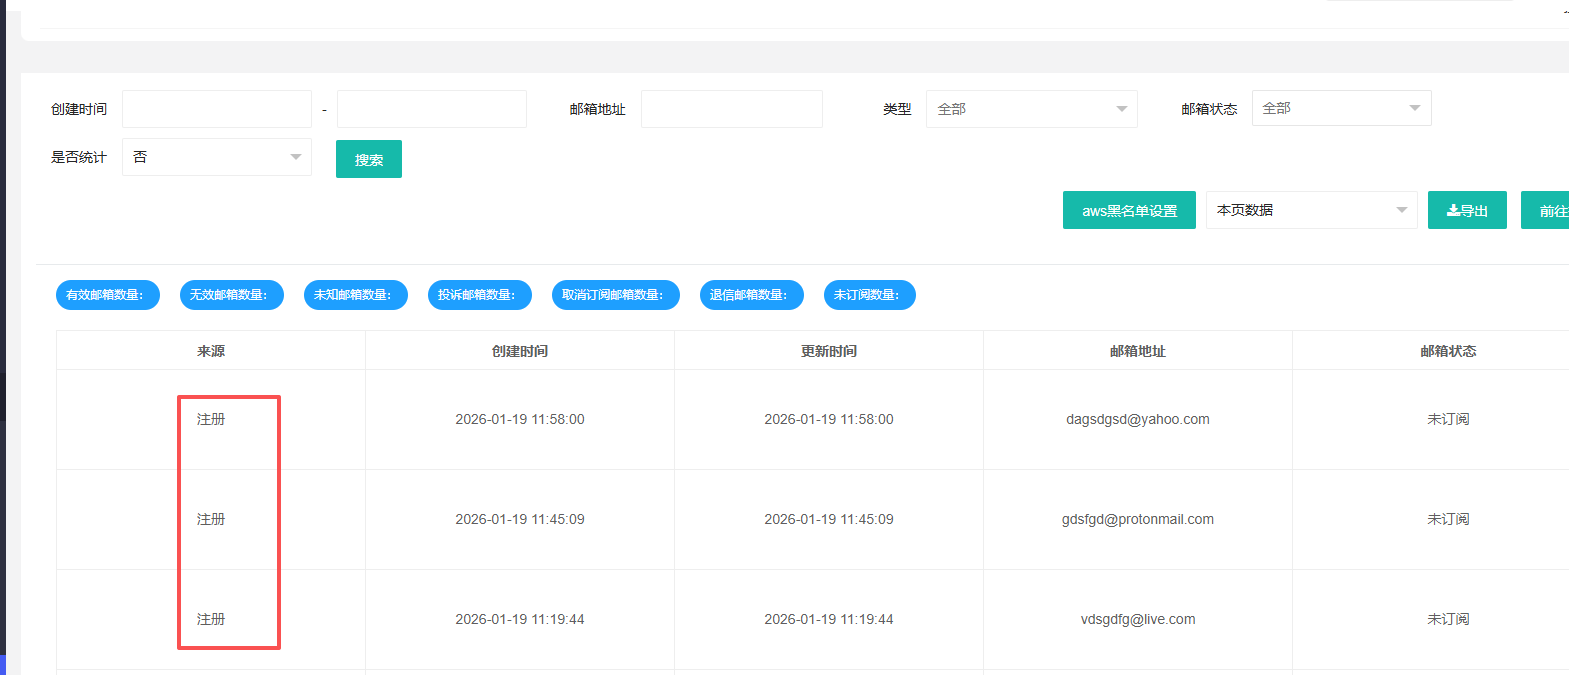 创建时间 - 邮箱地址 类型 全部 邮箱状态 全部
是否统计 否 搜索
aws黑名单设置 本页数据 导出 前往
有效邮箱数量: 无效邮箱数量: 未知邮箱数量: 投诉邮箱数量: 取消订阅邮箱数量: 退信邮箱数量: 未订阅数量:
来源 创建时间 更新时间 邮箱地址 邮箱状态
注册 2026-01-19 11:58:00 2026-01-19 11:58:00 dagsdgsd@yahoo.com 未订阅
注册 2026-01-19 11:45:09 2026-01-19 11:45:09 gdsfgd@protonmail.com 未订阅
注册 2026-01-19 11:19:44 2026-01-19 11:19:44 vdsgdfg@live.com 未订阅